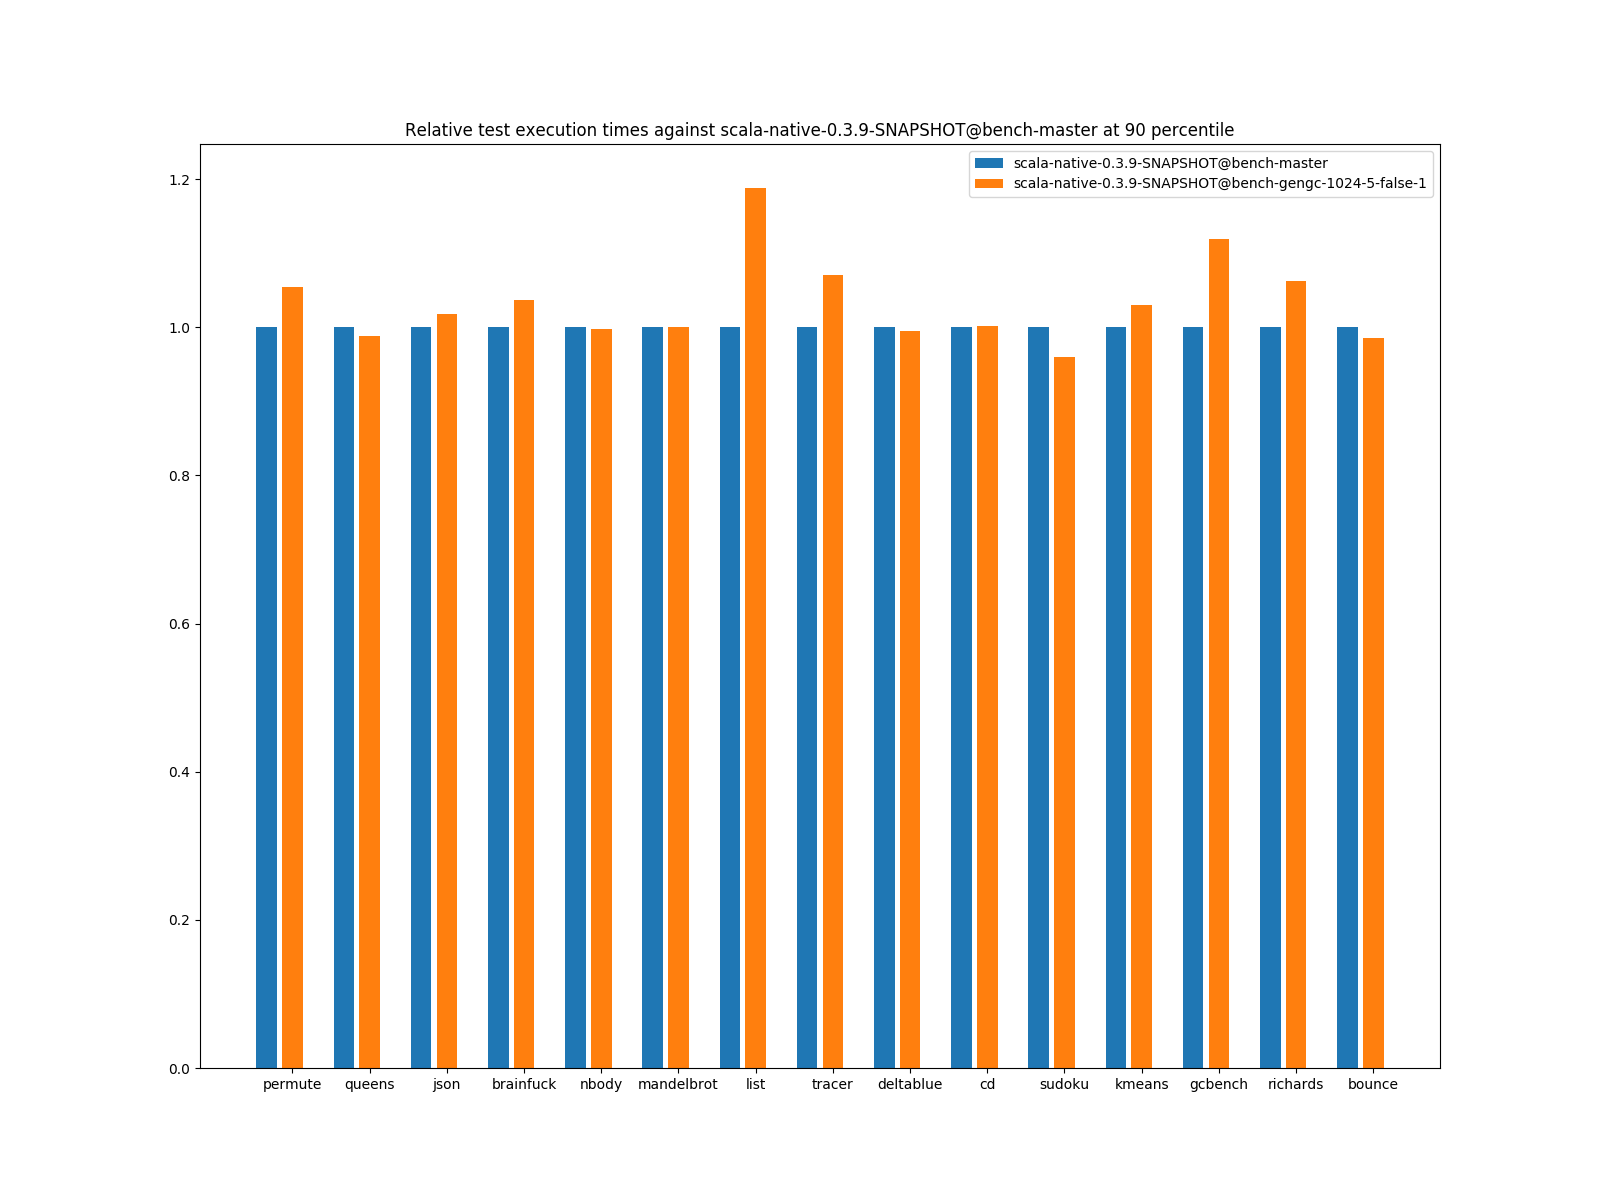 Relative test execution times against scala-native-0.3.9-SNAPSHOT@bench-master at 90 percentile
scala-native-0.3.9-SNAPSHOT@bench-master
scala-native-0.3.9-SNAPSHOT@bench-gengc-1024-5-false-1
1.2
1.0
0.8
0.6
0.4
0.2
0.0
permute queens json brainfuck nbody mandelbrot list tracer deltablue cd sudoku kmeans gcbench richards bounce